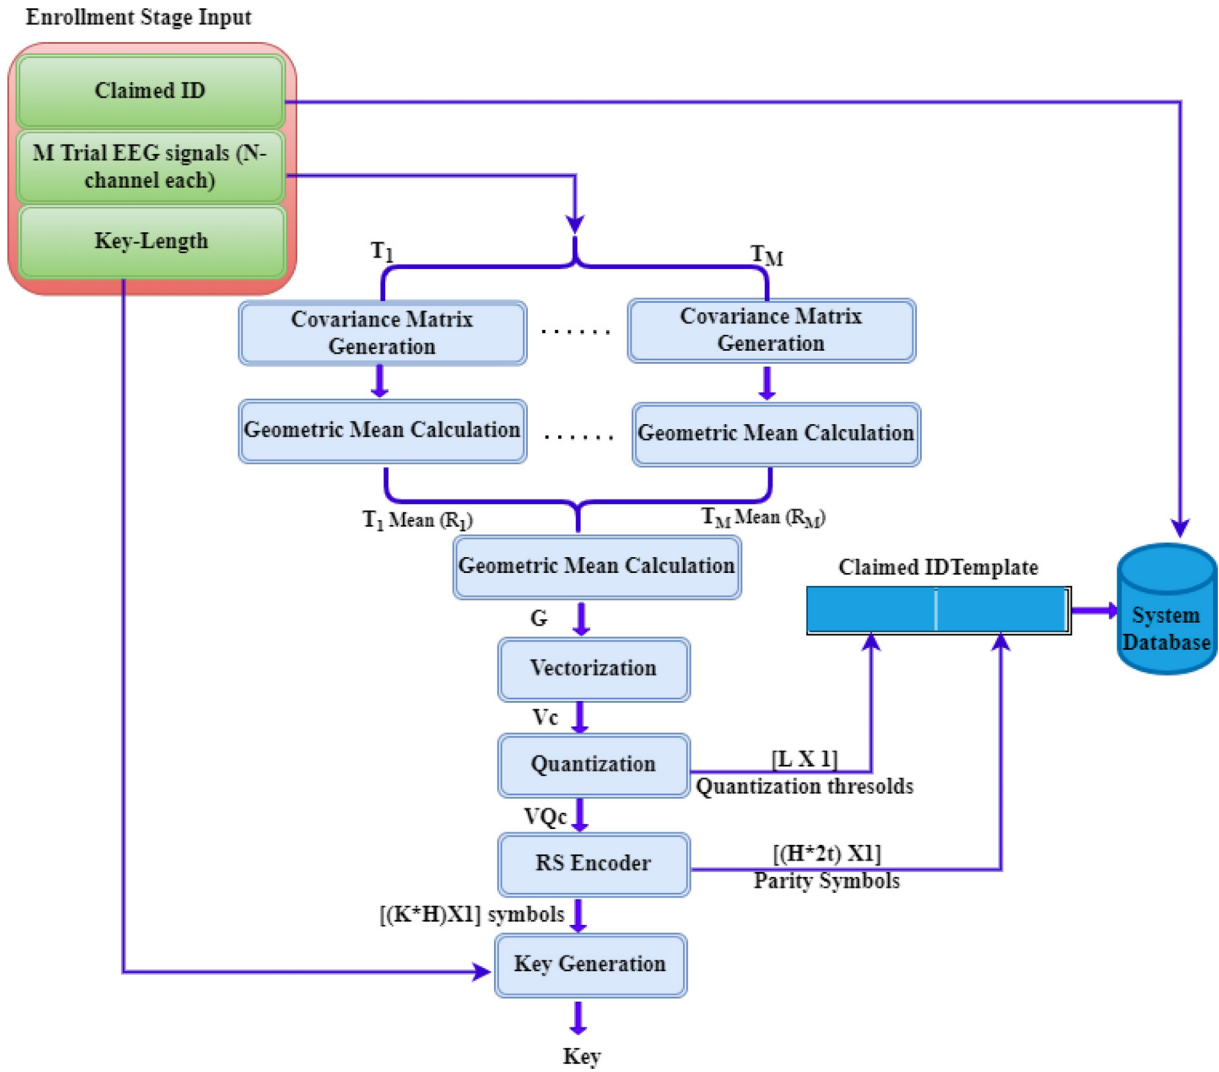 Enrollment Stage Input
Claimed ID
M Trial EEG signals (N-
channel each)
Key-Length
T1
TM
Covariance Matrix
Generation
......
Covariance Matrix
Generation
Geometric Mean Calculation
......
Geometric Mean Calculation
T1 Mean (R1)
TM Mean (RM)
Geometric Mean Calculation
Claimed IDTemplate
System
Database
G
Vectorization
Vc
Quantization
[L X 1]
Quantization thresolds
VQc
RS Encoder
[(H*2t) X1]
Parity Symbols
[(K*H)X1] symbols
Key Generation
Key